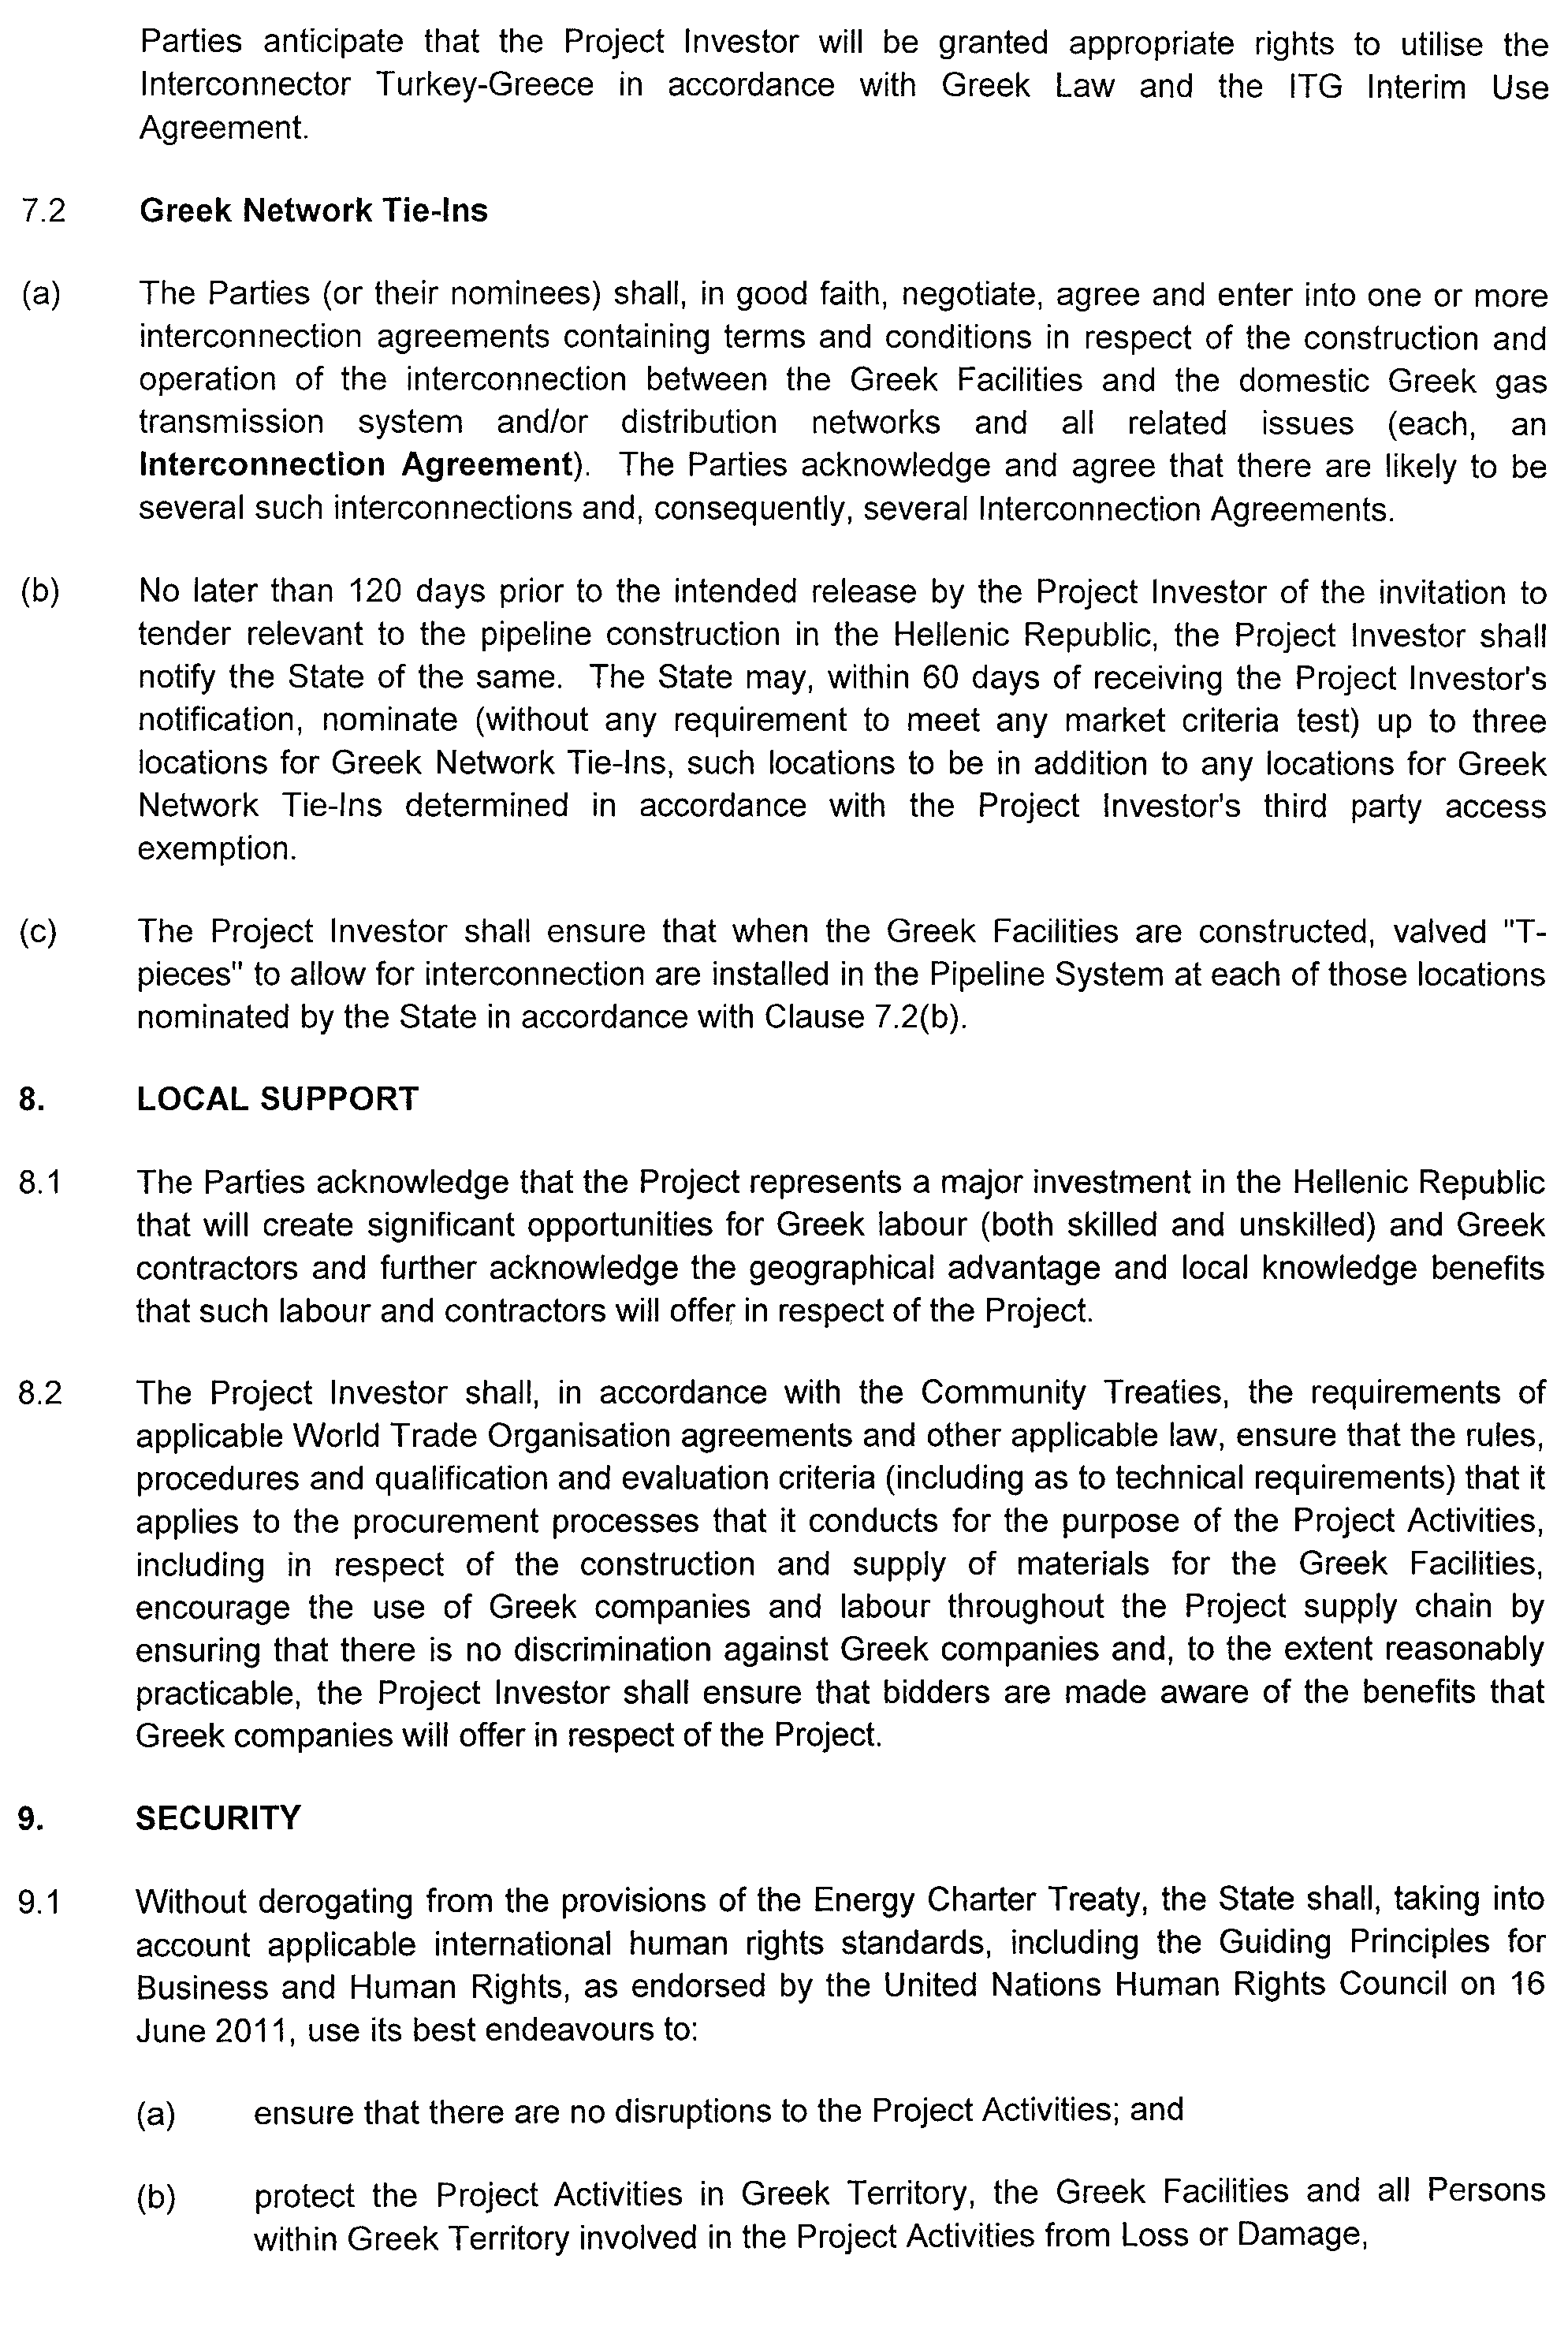 Parties anticipate that the Project Investor will be granted appropriate rights to utilise the
Interconnector Turkey-Greece in accordance with Greek Law and the ITG Interim Use
Agreement.
7.2 Greek Network Tie-Ins
(a) The Parties (or their nominees) shall, in good faith, negotiate, agree and enter into one or more
interconnection agreements containing terms and conditions in respect of the construction and
operation of the interconnection between the Greek Facilities and the domestic Greek gas
transmission system and/or distribution networks and all related issues (each, an
Interconnection Agreement). The Parties acknowledge and agree that there are likely to be
several such interconnections and, consequently, several Interconnection Agreements.
(b) No later than 120 days prior to the intended release by the Project Investor of the invitation to
tender relevant to the pipeline construction in the Hellenic Republic, the Project Investor shall
notify the State of the same. The State may, within 60 days of receiving the Project Investor's
notification, nominate (without any requirement to meet any market criteria test) up to three
locations for Greek Network Tie-Ins, such locations to be in addition to any locations for Greek
Network Tie-Ins determined in accordance with the Project Investor's third party access
exemption.
(c) The Project Investor shall ensure that when the Greek Facilities are constructed, valved "T-
pieces" to allow for interconnection are installed in the Pipeline System at each of those locations
nominated by the State in accordance with Clause 7.2(b).
8. LOCAL SUPPORT
8.1 The Parties acknowledge that the Project represents a major investment in the Hellenic Republic
that will create significant opportunities for Greek labour (both skilled and unskilled) and Greek
contractors and further acknowledge the geographical advantage and local knowledge benefits
that such labour and contractors will offer in respect of the Project.
8.2 The Project Investor shall, in accordance with the Community Treaties, the requirements of
applicable World Trade Organisation agreements and other applicable law, ensure that the rules,
procedures and qualification and evaluation criteria (including as to technical requirements) that it
applies to the procurement processes that it conducts for the purpose of the Project Activities,
including in respect of the construction and supply of materials for the Greek Facilities,
encourage the use of Greek companies and labour throughout the Project supply chain by
ensuring that there is no discrimination against Greek companies and, to the extent reasonably
practicable, the Project Investor shall ensure that bidders are made aware of the benefits that
Greek companies will offer in respect of the Project.
9. SECURITY
9.1 Without derogating from the provisions of the Energy Charter Treaty, the State shall, taking into
account applicable international human rights standards, including the Guiding Principles for
Business and Human Rights, as endorsed by the United Nations Human Rights Council on 16
June 2011, use its best endeavours to:
(a) ensure that there are no disruptions to the Project Activities; and
(b) protect the Project Activities in Greek Territory, the Greek Facilities and all Persons
within Greek Territory involved in the Project Activities from Loss or Damage,